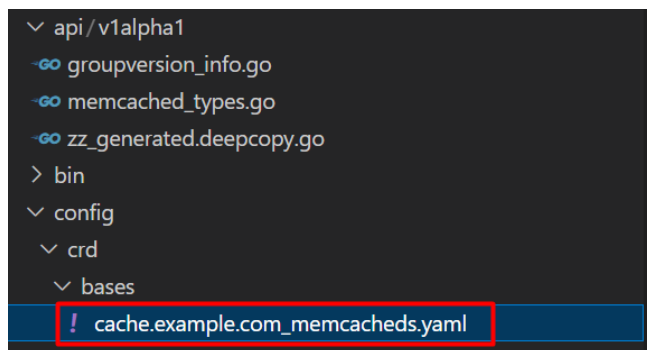 api/v1alpha1
GO groupversion_info.go
GO memcached_types.go
GO zz_generated.deepcopy.go
bin
config
crd
bases
! cache.example.com_memcacheds.yaml